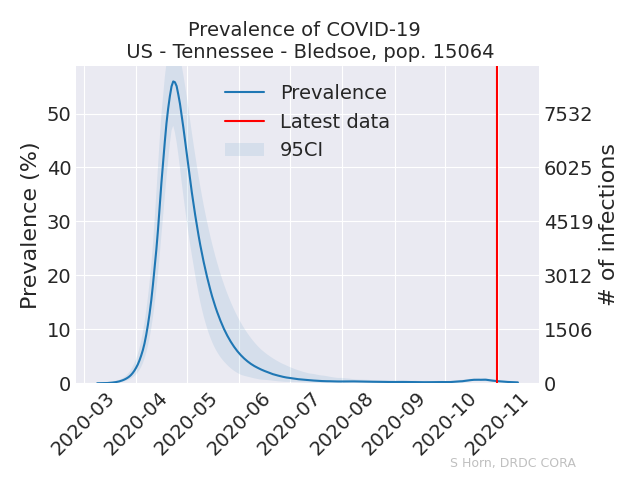 Prevalence of COVID-19
US - Tennessee - Bledsoe, pop. 15064
Prevalence
Latest data
95CI
Prevalence (%)
50
40
30
20
10
0
7532
6025
4519
3012
1506
0
# of infections
2020-03
2020-04
2020-05
2020-06
2020-07
2020-08
2020-09
2020-10
2020-11
S Horn, DRDC CORA